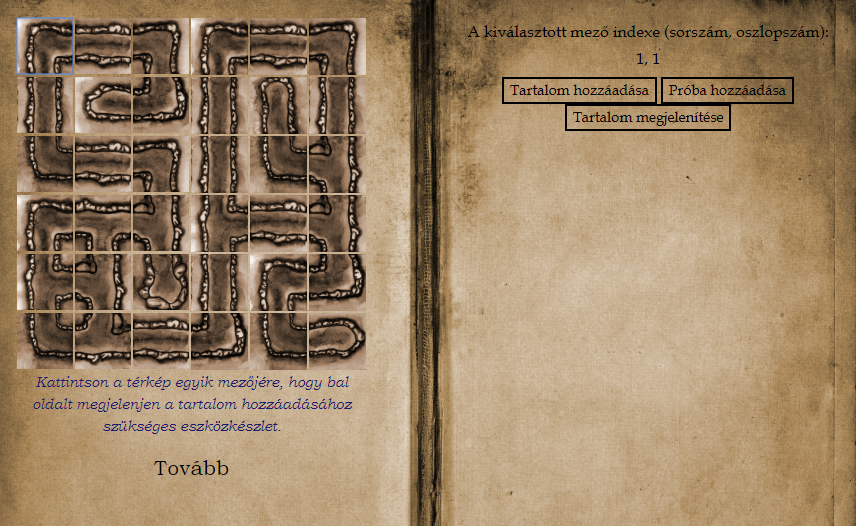 Kattintson a térkép egyik mezőjére, hogy bal
oldalt megjelenjen a tartalom hozzáadásához
szükséges eszközkészlet.
Tovább
A kiválasztott mező indexe (sorszám, oszlopszám):
1, 1
Tartalom hozzáadása
Próba hozzáadása
Tartalom megjelenítése